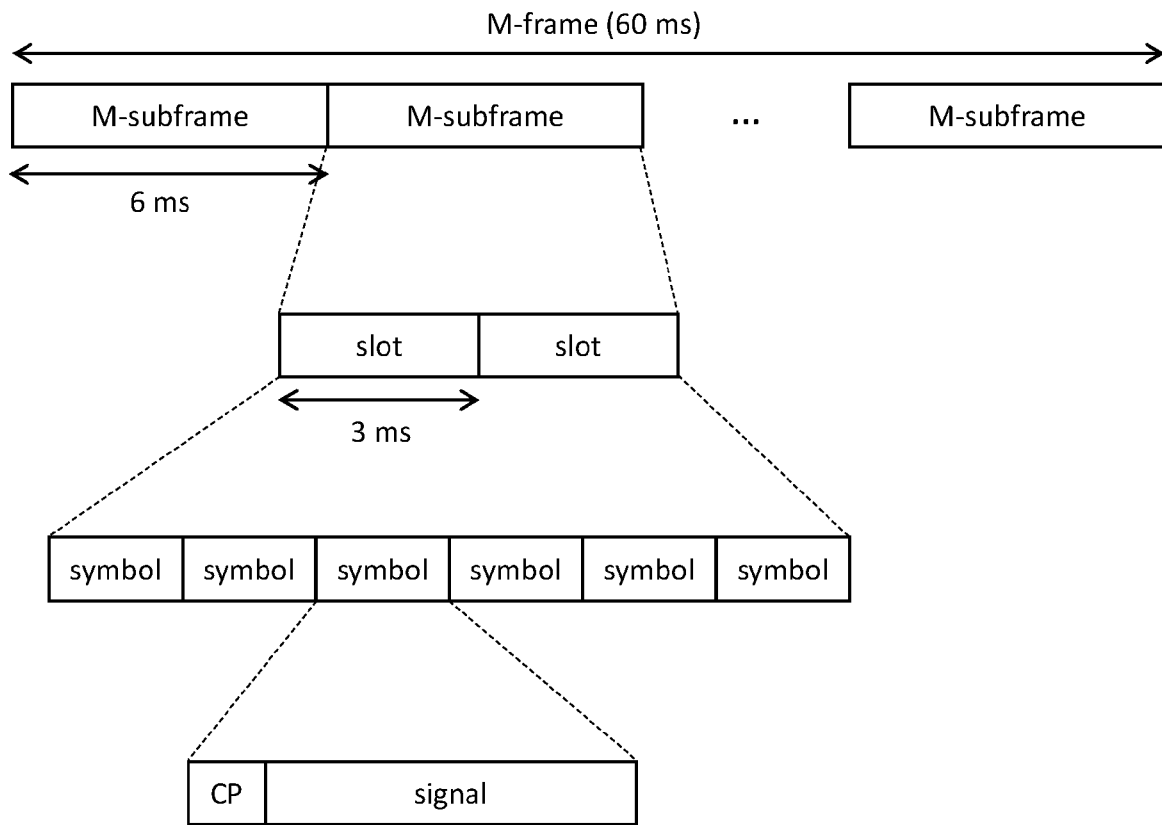 M-frame (60 ms)
M-subframe M-subframe ... M-subframe
6 ms
slot slot
3 ms
symbol symbol symbol symbol symbol symbol
CP signal